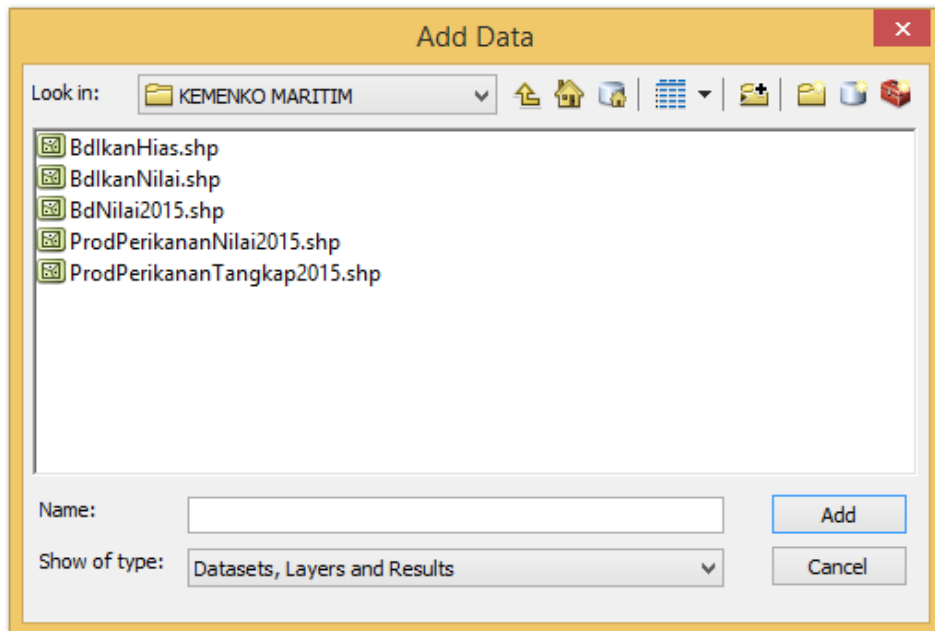 Add Data
Look in: KEMENKO MARITIM
BdIkanHias.shp
BdIkanNilai.shp
BdNilai2015.shp
ProdPerikananNilai2015.shp
ProdPerikananTangkap2015.shp
Name: Add
Show of type: Datasets, Layers and Results Cancel